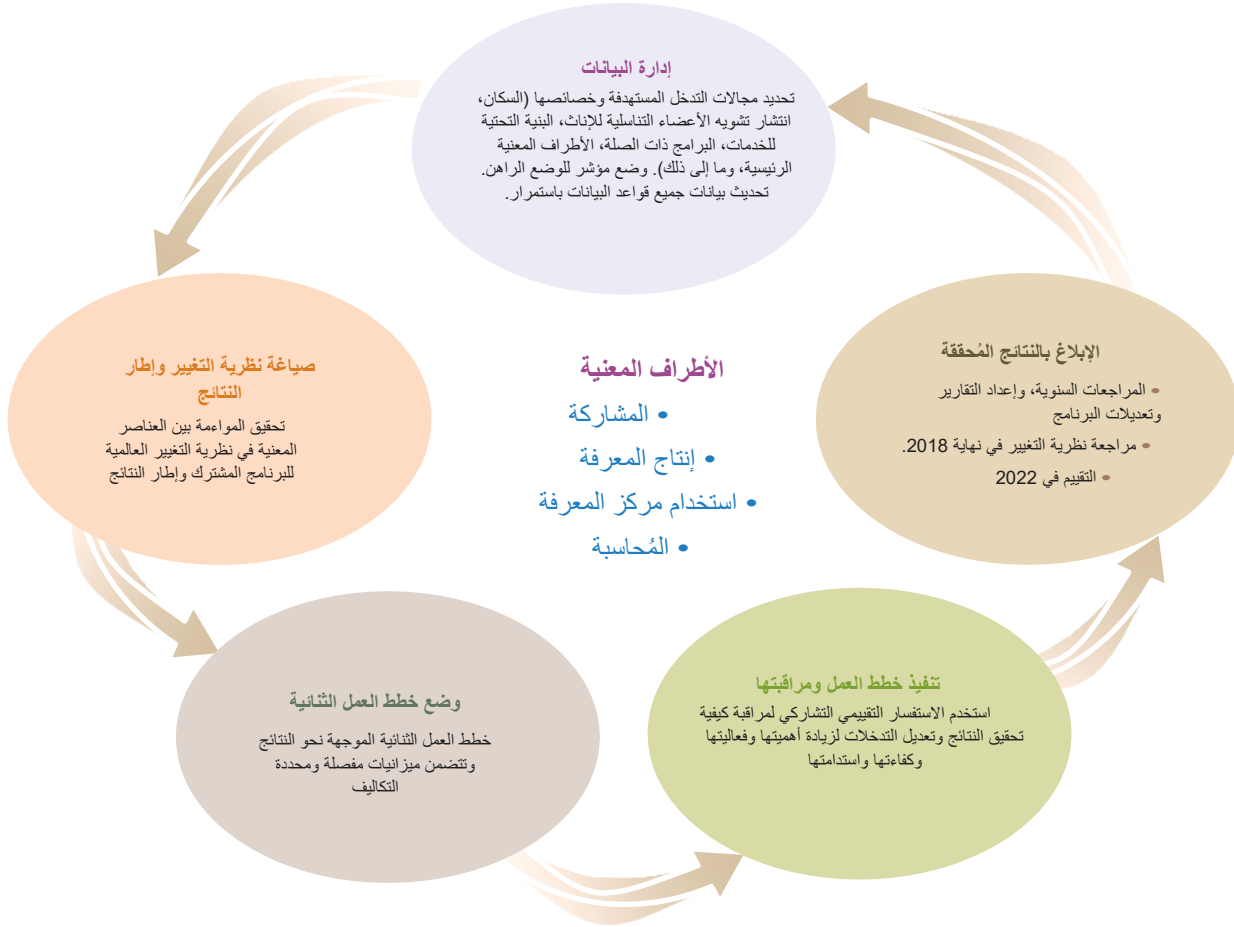 إدارة البيانات
تحديد مجالات التدخل المستهدفة وخصائصها (السكان،
انتشار تشويه الأعضاء التناسلية للإناث، البنية التحتية
للخدمات، البرامج ذات الصلة، الأطراف المعنية
الرئيسية، وما إلى ذلك). وضع مؤشر للوضع الراهن.
تحديث بيانات جميع قواعد البيانات باستمرار.
صياغة نظرية التغيير وإطار
النتائج
تحقيق المواءمة بين العناصر
المعنية في نظرية التغيير العالمية
للبرنامج المشترك وإطار النتائج
وضع خطط العمل الثنائية
خطط العمل الثنائية الموجهة نحو النتائج
وتتضمن ميزانيات مفصلة ومحددة
التكاليف
تنفيذ خطط العمل ومراقبتها
استخدم الاستفسار التقييمي التشاركي لمراقبة كيفية
تحقيق النتائج وتعديل التدخلات لزيادة أهميتها وفعاليتها
وكفاءتها واستدامتها
الإبلاغ بالنتائج المُحققة
• المراجعات السنوية، وإعداد التقارير
وتعديلات البرنامج
• مراجعة نظرية التغيير في نهاية 2018.
• التقييم في 2022
الأطراف المعنية
• المشاركة
• إنتاج المعرفة
• استخدام مركز المعرفة
• المُحاسبة